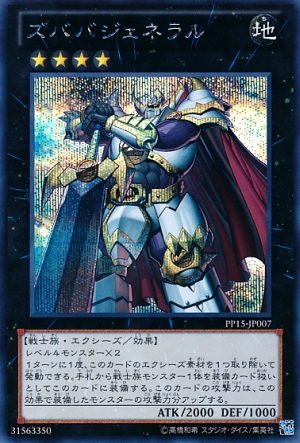 ズババジェネラル
地
PP15-JP007
【戦士族・エクシーズ/効果】
レベル4モンスター×2
1ターンに1度、このカードのエクシーズ素材を1つ取り除いて
発動できる。手札から戦士族モンスター1体を装備カード扱い
としてこのカードに装備する。このカードの攻撃力は、この
効果で装備したモンスターの攻撃力分アップする。
ATK/2000 DEF/1000
31563350
©高橋和希 スタジオ・ダイス/集英社